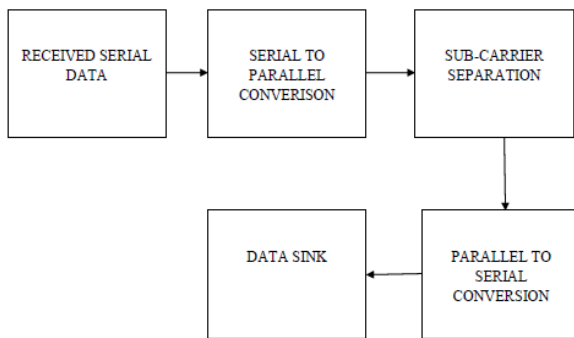 RECEIVED SERIAL
DATA
SERIAL TO
PARALLEL
CONVERISON
SUB-CARRIER
SEPARATION
DATA SINK
PARALLEL TO
SERIAL
CONVERSION